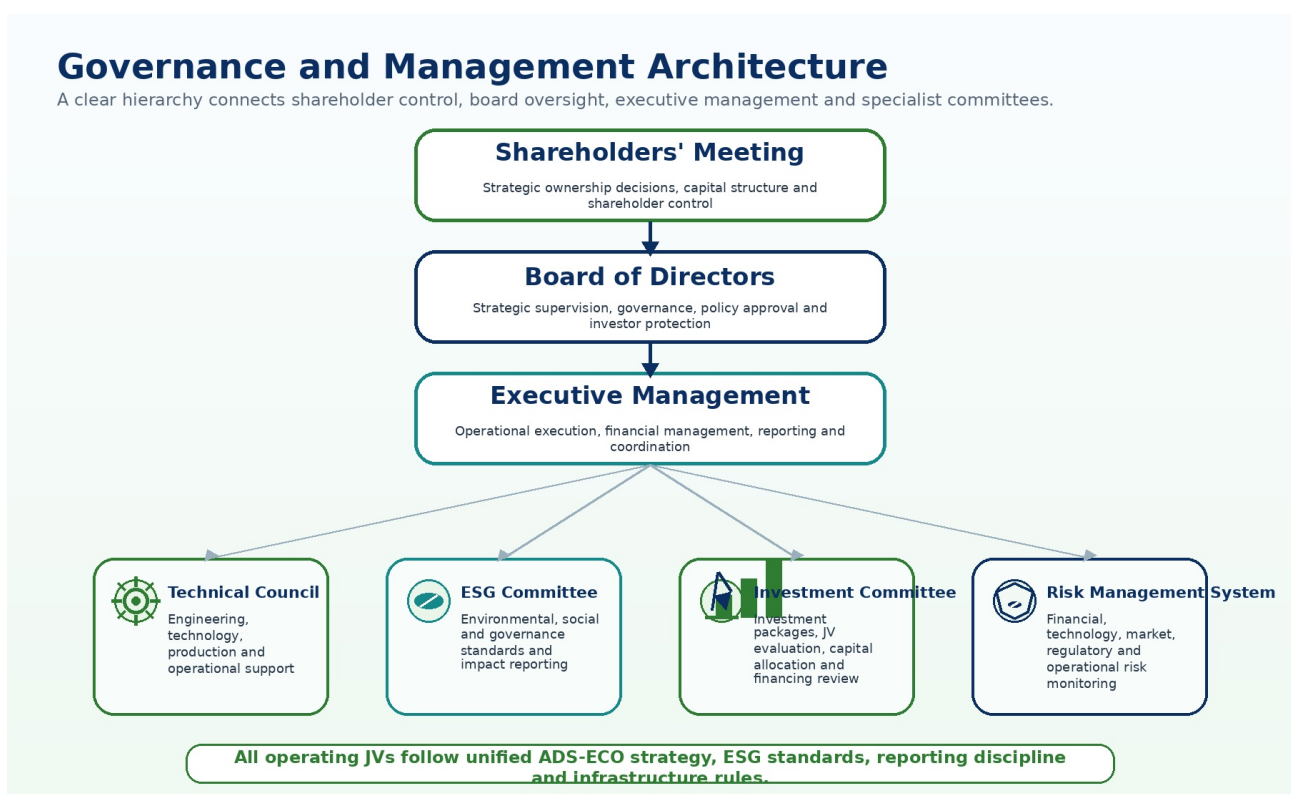 Governance and Management Architecture
A clear hierarchy connects shareholder control, board oversight, executive management and specialist committees.
Shareholders' Meeting
Strategic ownership decisions, capital structure and
shareholder control
Board of Directors
Strategic supervision, governance, policy approval and
investor protection
Executive Management
Operational execution, financial management, reporting and
coordination
Technical Council
Engineering,
technology,
production and
operational support
ESG Committee
Environmental, social
and governance
standards and
impact reporting
Investment Committee
Investment
packages, JV
evaluation, capital
allocation and
financing review
Risk Management System
Financial,
technology, market,
regulatory and
operational risk
monitoring
All operating JVs follow unified ADS-ECO strategy, ESG standards, reporting discipline
and infrastructure rules.